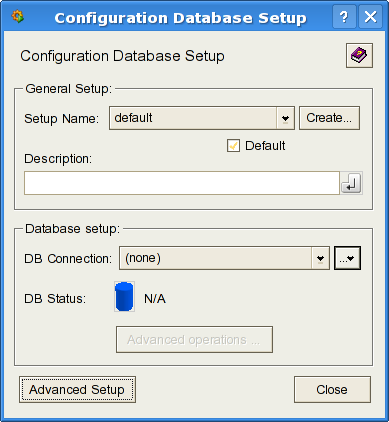 Configuration Database Setup
Configuration Database Setup
General Setup:
Setup Name: default Create...
Default
Description:
Database setup:
DB Connection: (none) ...
DB Status: N/A
Advanced operations ...
Advanced Setup Close